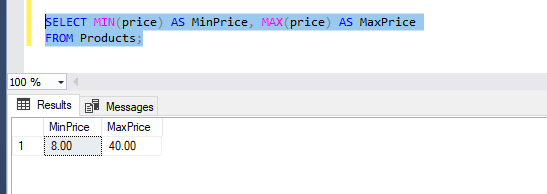 SELECT MIN(price) AS MinPrice, MAX(price) AS MaxPrice
FROM Products;
100 %
Results Messages
MinPrice MaxPrice
1 8.00 40.00